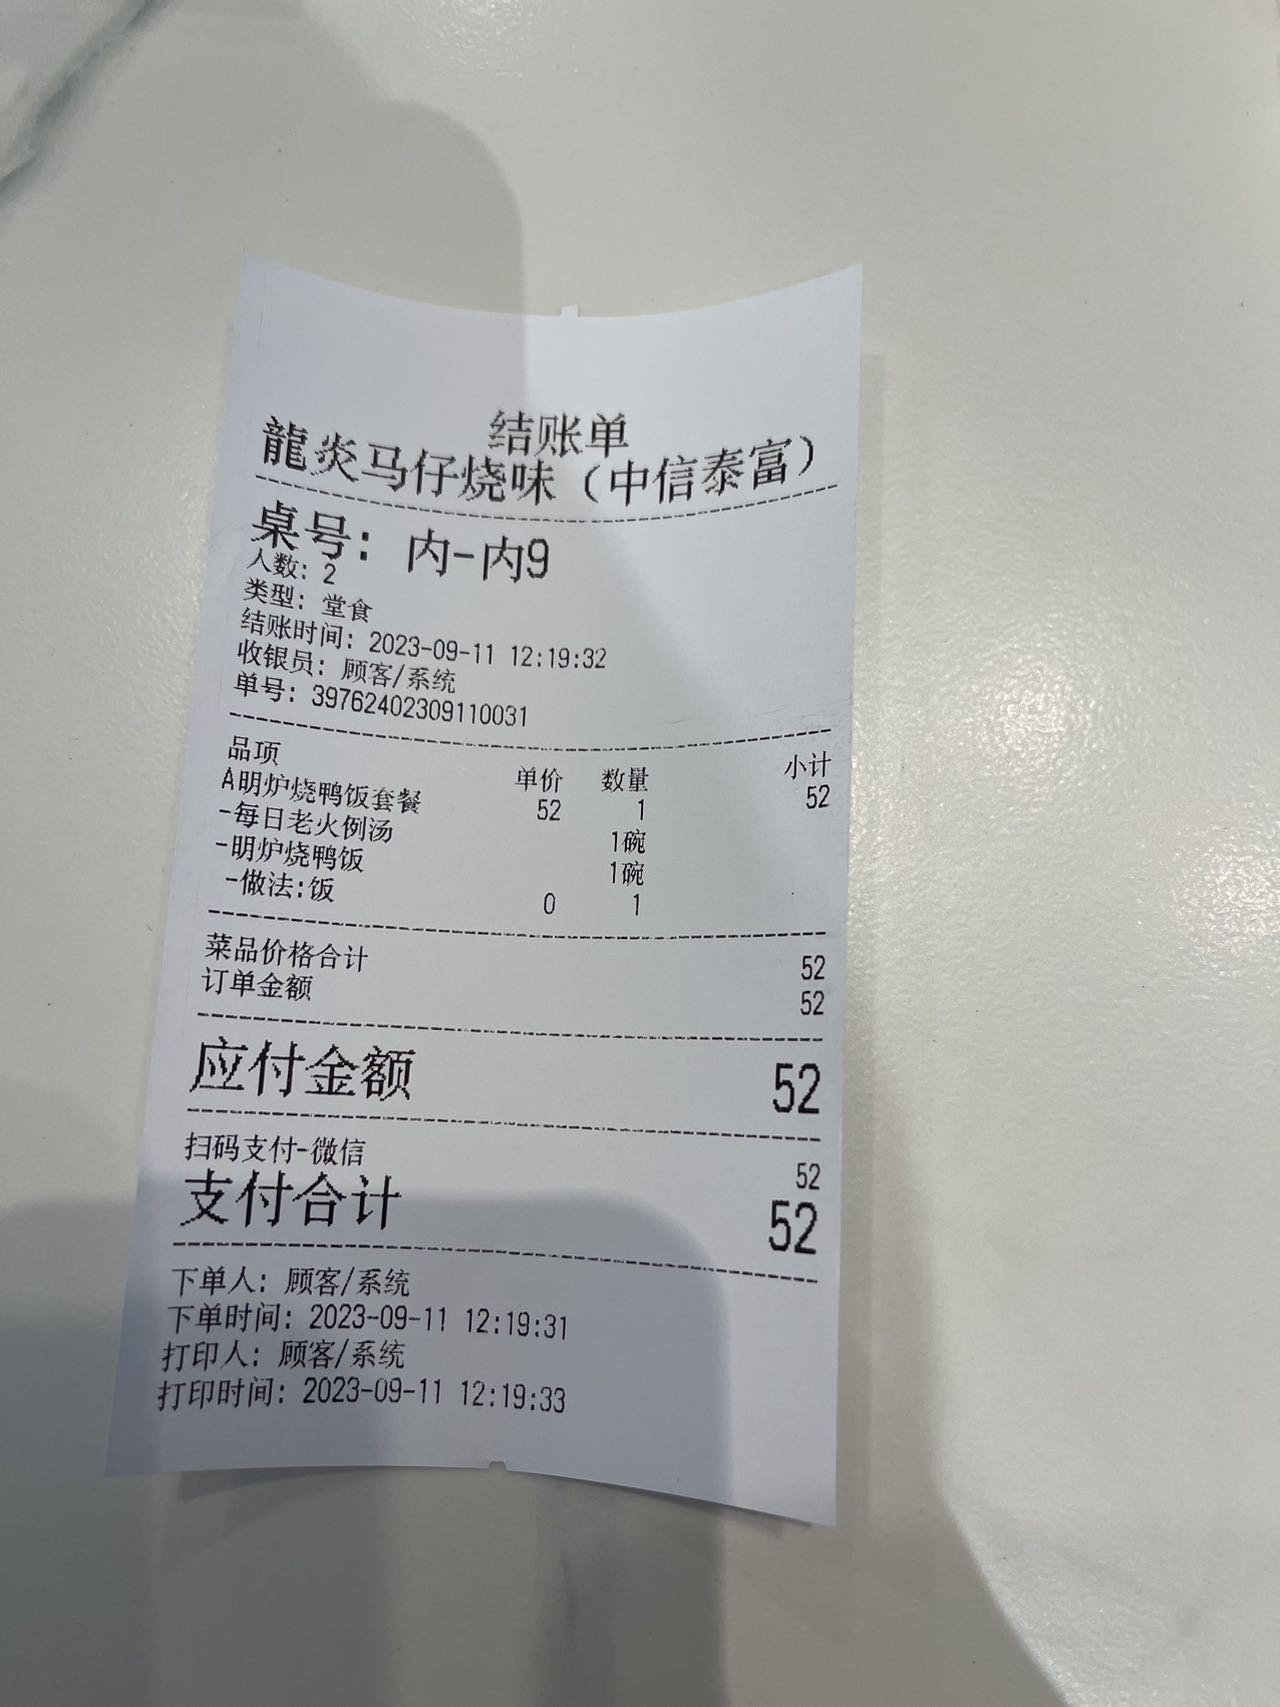 结账单
龍炎马仔烧味（中信泰富）
桌号：内-内9
人数：2
类型：堂食
结账时间：2023-09-11 12:19:32
收银员：顾客/系统
单号：39762402309110031
品项 单价 数量 小计
A明炉烧鸭饭套餐 52 1 52
-每日老火例汤 1碗
-明炉烧鸭饭 1碗
-做法:饭 0 1
菜品价格合计 52
订单金额 52
应付金额 52
扫码支付-微信 52
支付合计 52
下单人：顾客/系统
下单时间：2023-09-11 12:19:31
打印人：顾客/系统
打印时间：2023-09-11 12:19:33